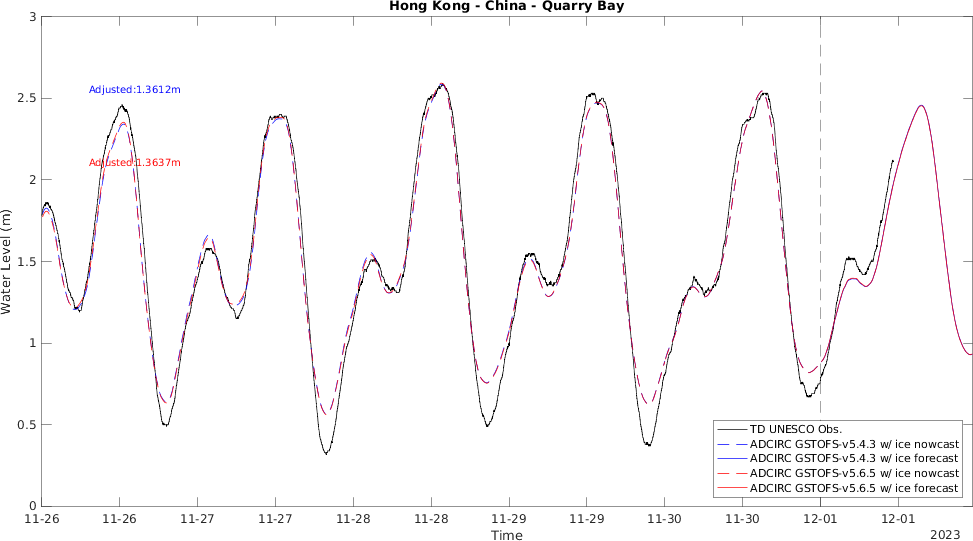 Hong Kong - China - Quarry Bay
3
2.5
2
1.5
1
0.5
0
Water Level (m)
Adjusted:1.3612m
Adjusted:1.3637m
TD UNESCO Obs.
ADCIRC GSTOFS-v5.4.3 w/ ice nowcast
ADCIRC GSTOFS-v5.4.3 w/ ice forecast
ADCIRC GSTOFS-v5.6.5 w/ ice nowcast
ADCIRC GSTOFS-v5.6.5 w/ ice forecast
11-26 11-26 11-27 11-27 11-28 11-28 11-29 11-29 11-30 11-30 12-01 12-01
Time
2023